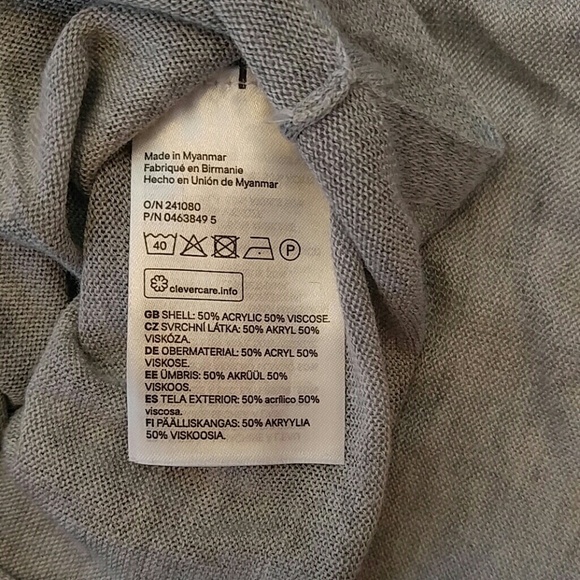 Made in Myanmar
Fabriqué en Birmanie
Hecho en Unión de Myanmar
O/N 241080
P/N 0463849 5
40 P
clevercare.info
GB SHELL: 50% ACRYLIC 50% VISCOSE.
CZ SVRCHNÍ LÁTKA: 50% AKRYL 50%
VISKÓZA.
DE OBERMATERIAL: 50% ACRYL 50%
VISKOSE.
EE ÜMBRIS: 50% AKRÜÜL 50%
VISKOOS.
ES TELA EXTERIOR: 50% acrílico 50%
viscosa.
FI PÄÄLLISKANGAS: 50% AKRYYLIA
50% VISKOOSIA.